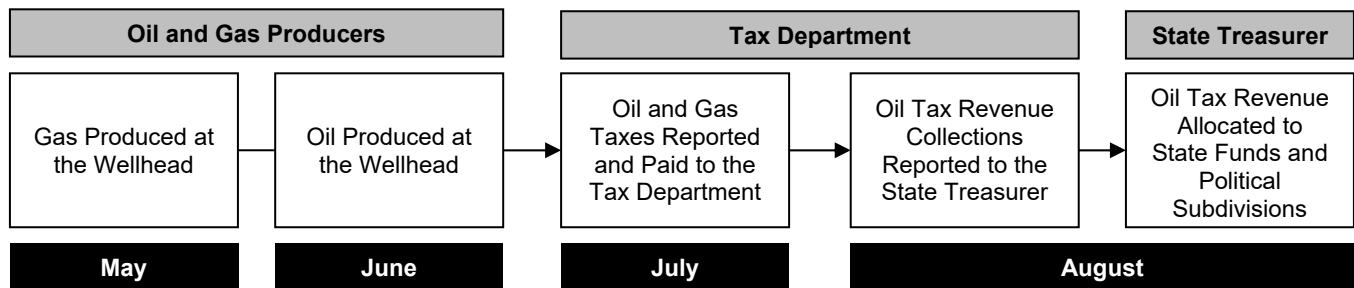 Oil and Gas Producers
Tax Department
State Treasurer
Gas Produced at
the Wellhead
Oil Produced at
the Wellhead
Oil and Gas
Taxes Reported
and Paid to the
Tax Department
Oil Tax Revenue
Collections
Reported to the
State Treasurer
Oil Tax Revenue
Allocated to
State Funds and
Political
Subdivisions
May
June
July
August